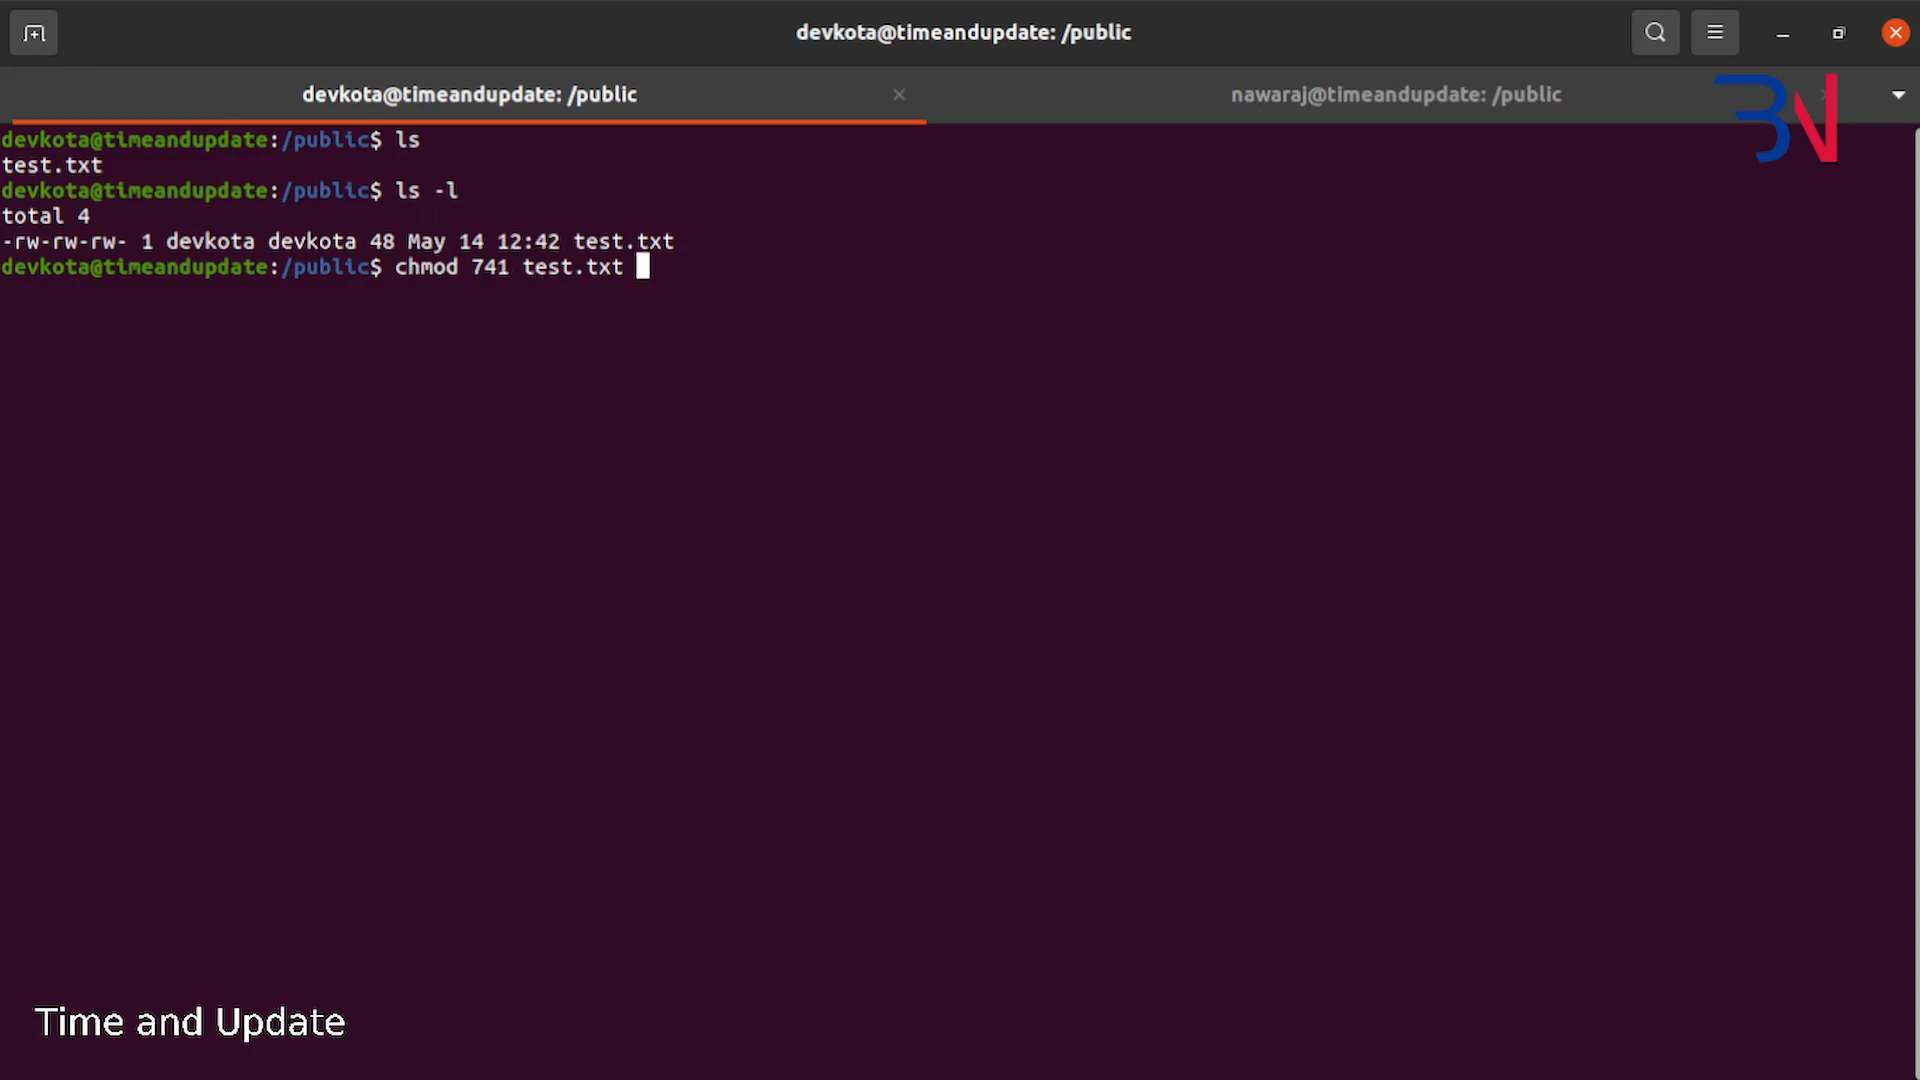 devkota@timeandupdate: /public
devkota@timeandupdate: /public
nawaraj@timeandupdate: /public
BN
devkota@timeandupdate:/public$ ls
test.txt
devkota@timeandupdate:/public$ ls -l
total 4
-rw-rw-rw- 1 devkota devkota 48 May 14 12:42 test.txt
devkota@timeandupdate:/public$ chmod 741 test.txt
Time and Update